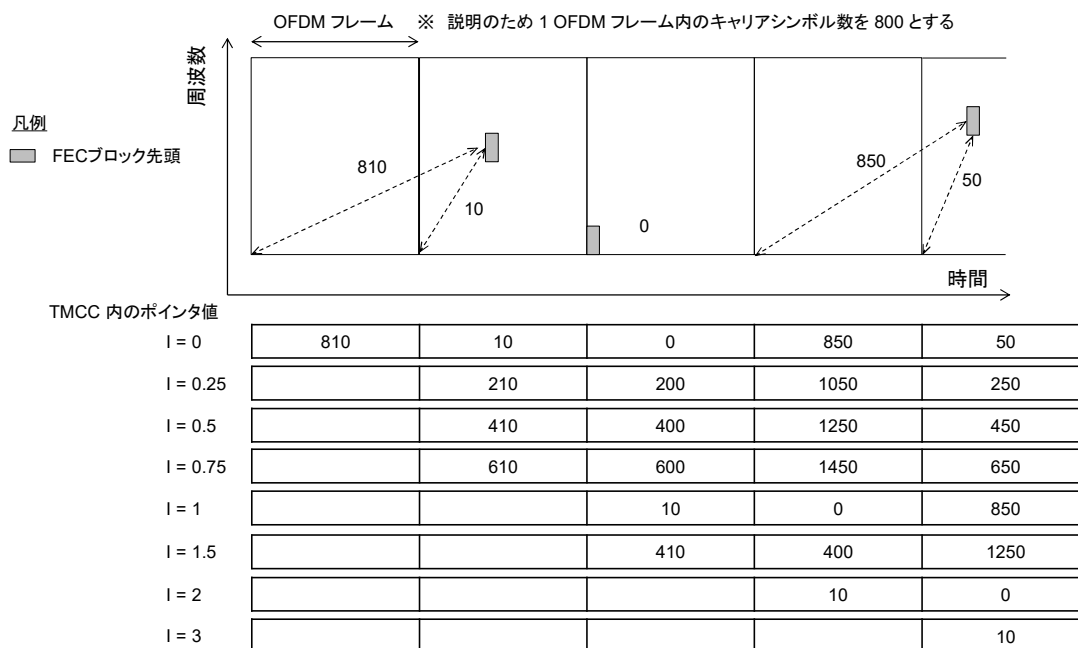 OFDM フレーム ※ 説明のため 1 OFDM フレーム内のキャリアシンボル数を 800 とする
周波数
凡例
FECブロック先頭
810
10
0
850
50
時間
TMCC 内のポインタ値
I = 0 810 10 0 850 50
I = 0.25 210 200 1050 250
I = 0.5 410 400 1250 450
I = 0.75 610 600 1450 650
I = 1 10 0 850
I = 1.5 410 400 1250
I = 2 10 0
I = 3 10